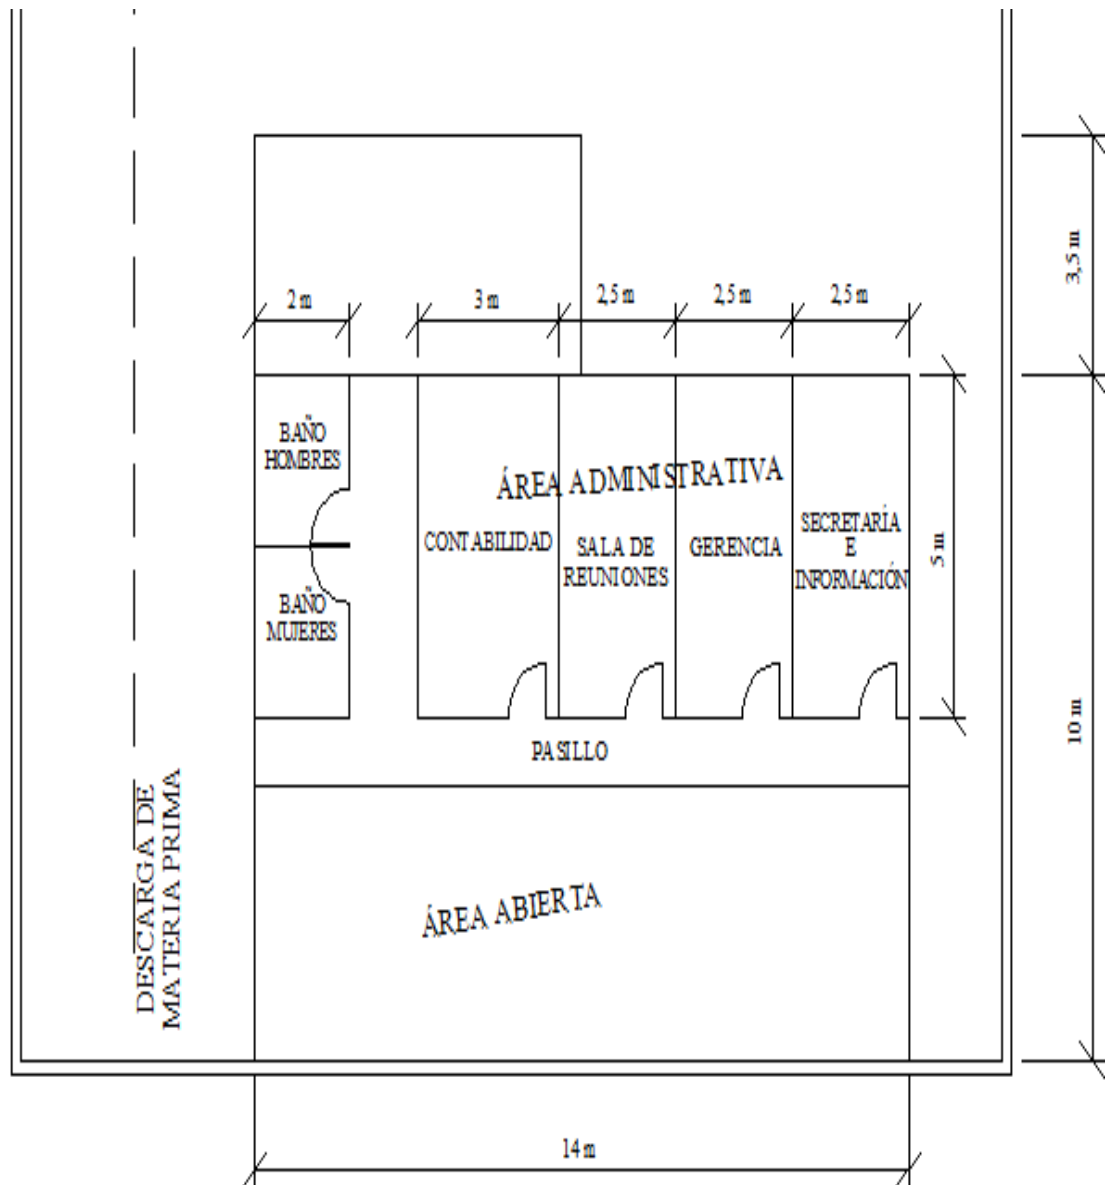 3,5 m
2 m
3 m
2,5 m
2,5 m
2,5 m
BAÑO
HOMBRES
ÁREA ADMINISTRATIVA
CONTABILIDAD
SALA DE
REUNIONES
GERENCIA
SECRETARÍA
E
INFORMACIÓN
5 m
BAÑO
MUJERES
PASILLO
10 m
DESCARGA DE
MATERIA PRIMA
ÁREA ABIERTA
14 m